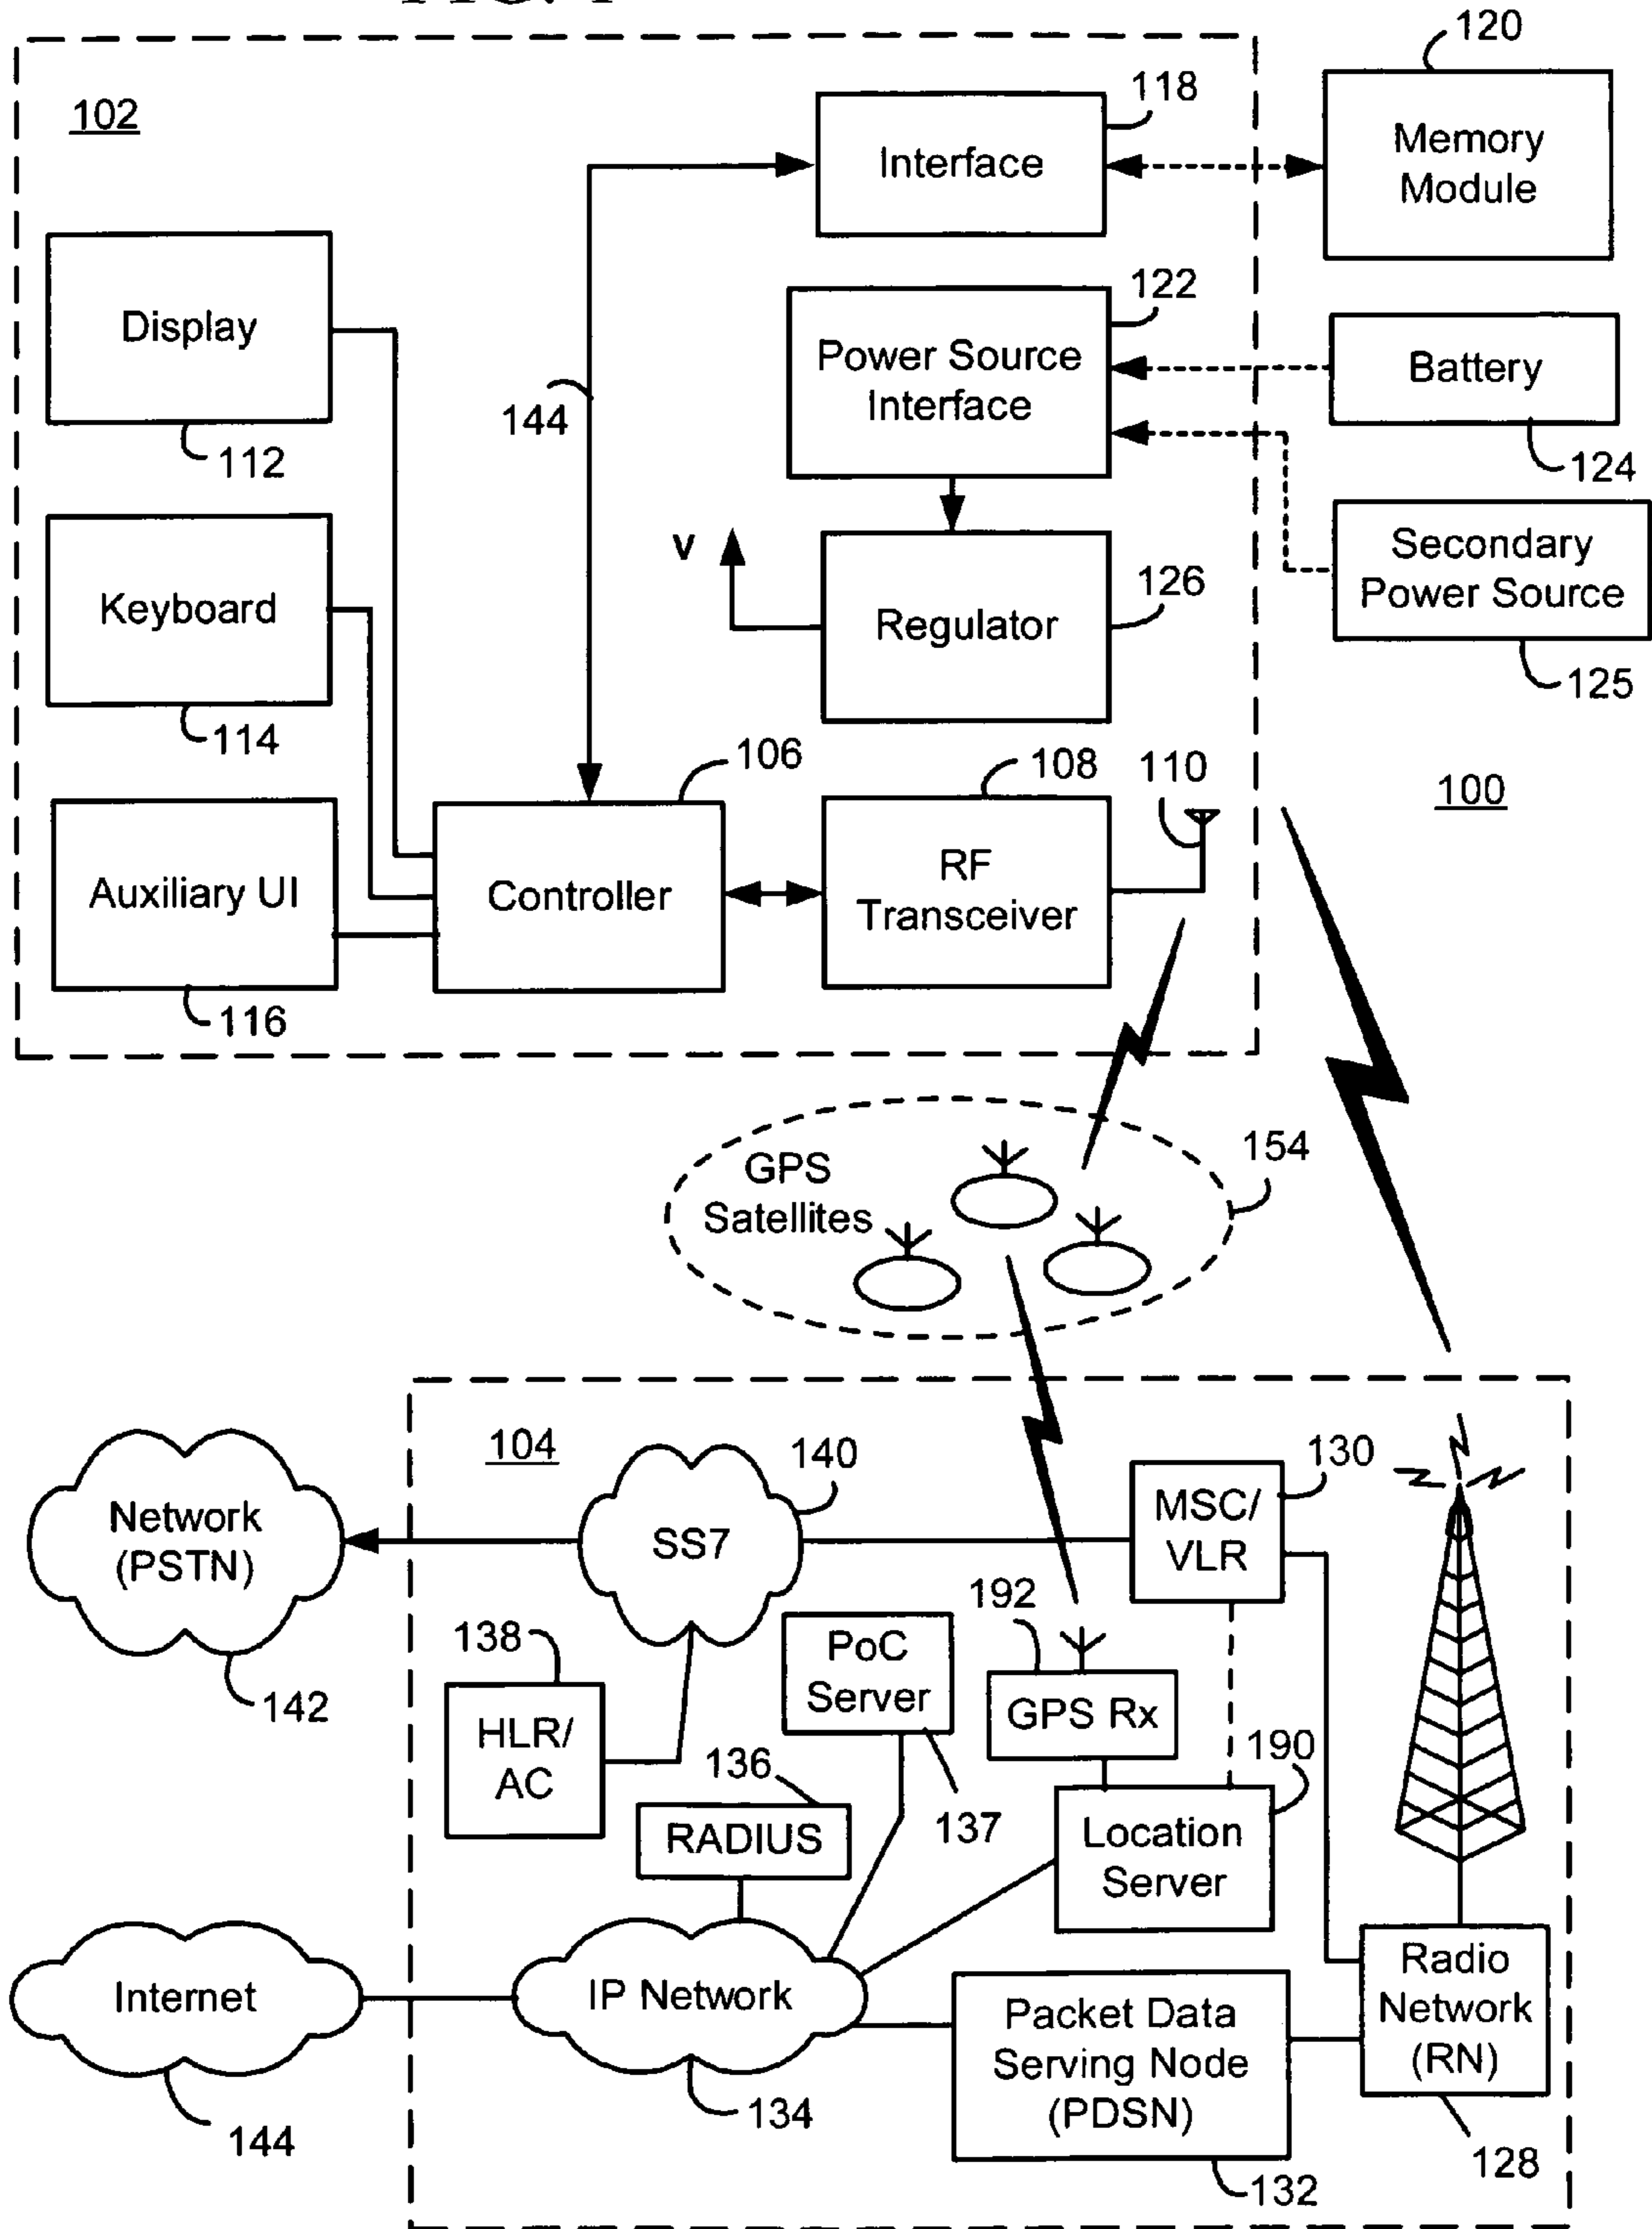 120
118
102
Interface
Memory
Module
122
Display
Power Source
Interface
Battery
144
112
124
Secondary
Power Source
V
126
Keyboard
Regulator
125
114
106
108
110
100
Auxiliary UI
Controller
RF
Transceiver
116
154
GPS
Satellites
104
140
130
Network
(PSTN)
SS7
MSC/
VLR
192
138
PoC
Server
142
HLR/
AC
GPS Rx
136
190
137
RADIUS
Location
Server
Internet
IP Network
Radio
Network
(RN)
Packet Data
Serving Node
(PDSN)
134
144
128
132